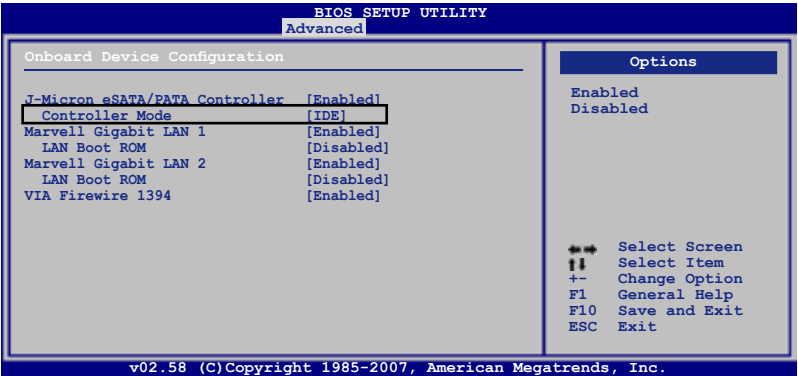 BIOS SETUP UTILITY
Advanced
Onboard Device Configuration
J-Micron eSATA/PATA Controller [Enabled]
Controller Mode [IDE]
Marvell Gigabit LAN 1 [Enabled]
LAN Boot ROM [Disabled]
Marvell Gigabit LAN 2 [Enabled]
LAN Boot ROM [Disabled]
VIA Firewire 1394 [Enabled]
Options
Enabled
Disabled
←→ Select Screen
↑↓ Select Item
+- Change Option
F1 General Help
F10 Save and Exit
ESC Exit
v02.58 (C)Copyright 1985-2007, American Megatrends, Inc.